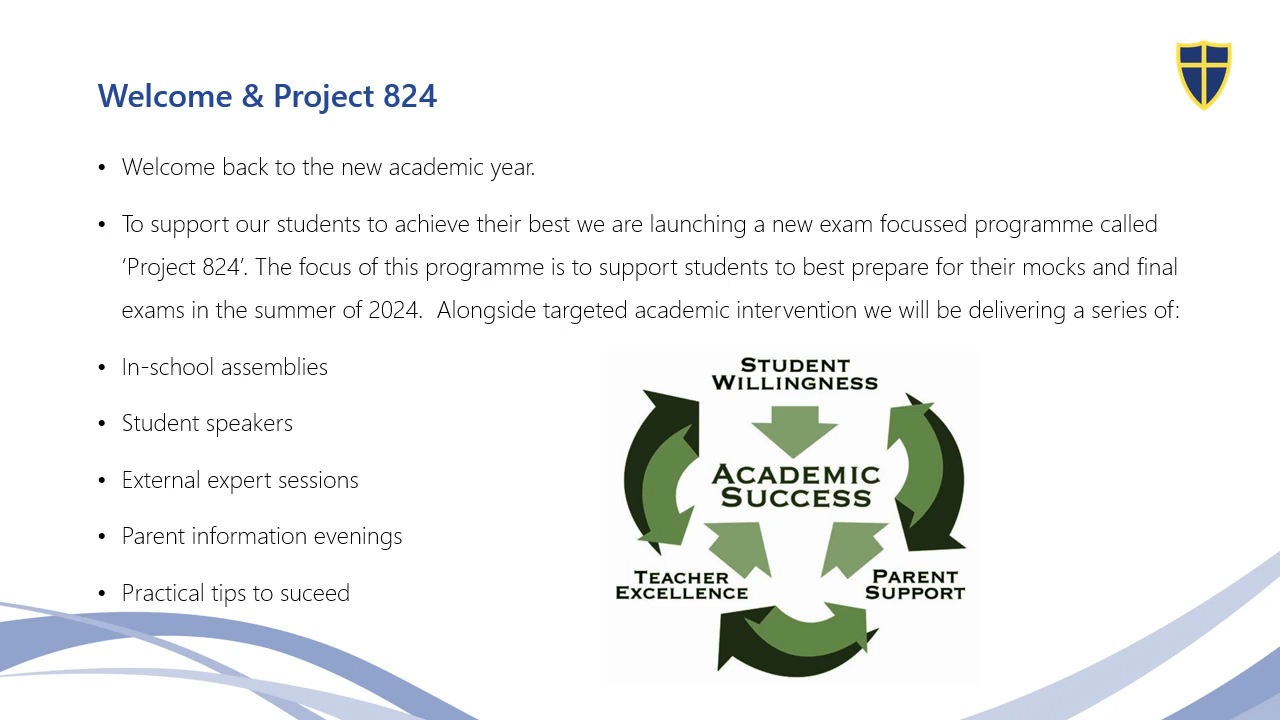 Welcome & Project 824
• Welcome back to the new academic year.
• To support our students to achieve their best we are launching a new exam focussed programme called
‘Project 824’. The focus of this programme is to support students to best prepare for their mocks and final
exams in the summer of 2024.  Alongside targeted academic intervention we will be delivering a series of:
• In-school assemblies
• Student speakers
• External expert sessions
• Parent information evenings
• Practical tips to suceed
STUDENT
WILLINGNESS
ACADEMIC
SUCCESS
TEACHER
EXCELLENCE
PARENT
SUPPORT